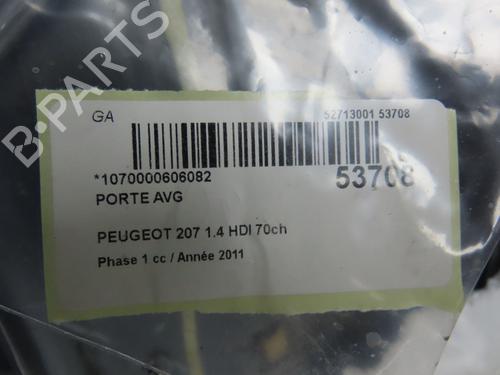 GA 52713001 53708
*1070000606082 53708
PORTE AVG
PEUGEOT 207 1.4 HDI 70ch
Phase 1 cc / Année 2011
B-PARTS